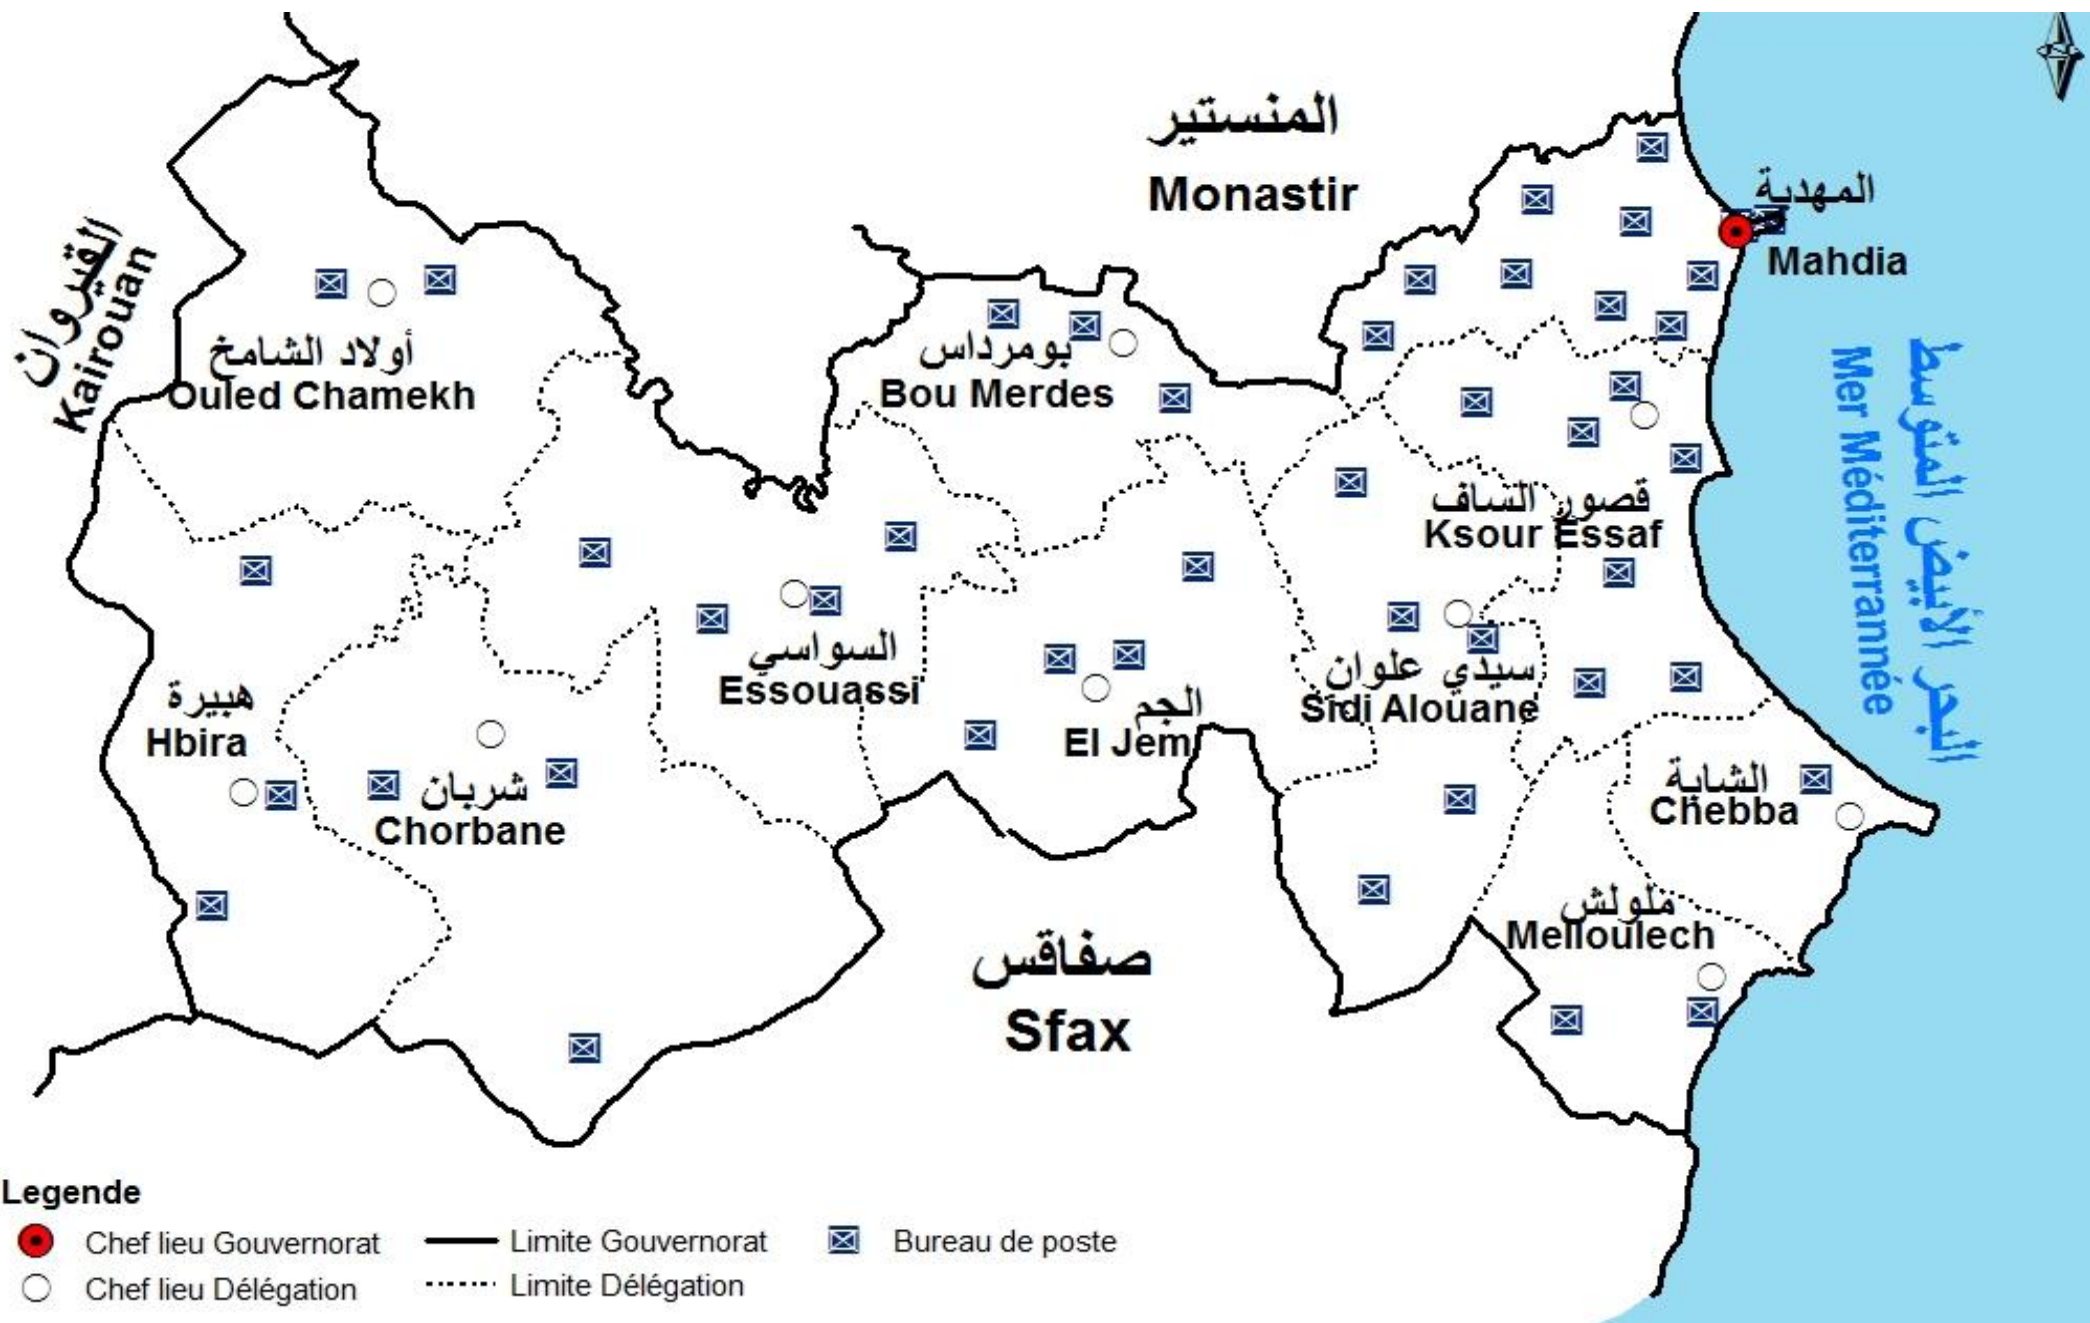 المنستير
Monastir
المهدية
Mahdia
القيروان
Kairouan
أولاد الشامخ
Ouled Chamekh
بومرداس
Bou Merdes
البحر الأبيض المتوسط
Mer Méditerrannée
قصور الساف
Ksour Essaf
السواسي
Essouassi
سيدي علوان
Sidi Alouane
هبيرة
Hbira
الجم
El Jem
شربان
Chorbane
الشابة
Chebba
ملولش
Melloulech
صفاقس
Sfax
Legende
Chef lieu Gouvernorat
Limite Gouvernorat
Bureau de poste
Chef lieu Délégation
Limite Délégation